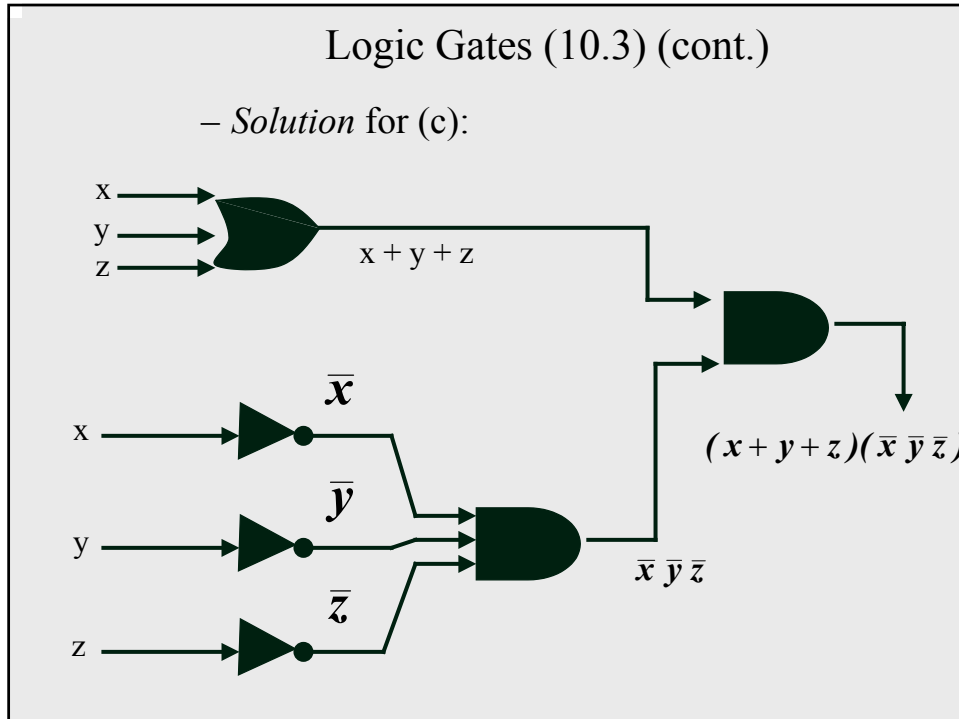 Logic Gates (10.3) (cont.)
– Solution for (c):
x
y
z
x + y + z
x̅
x
y̅
y
z̅
z
x̅ y̅ z̅
(x + y + z)(x̅ y̅ z̅)